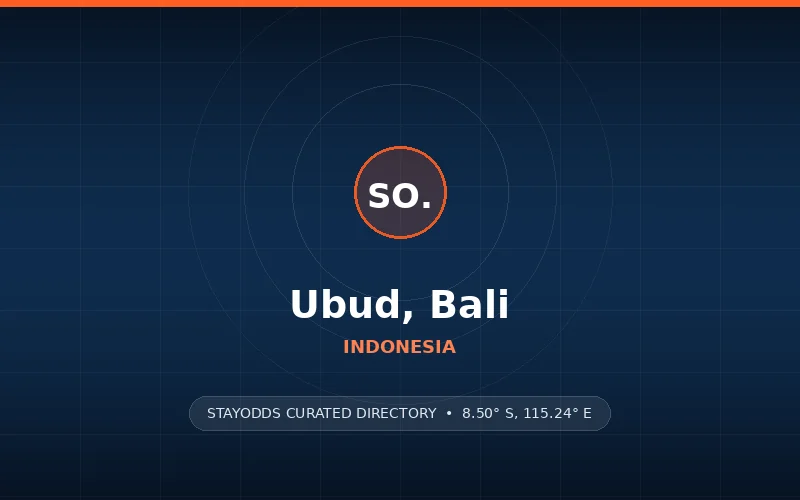 SO.
Ubud, Bali
INDONESIA
STAYODDS CURATED DIRECTORY • 8.50° S, 115.24° E